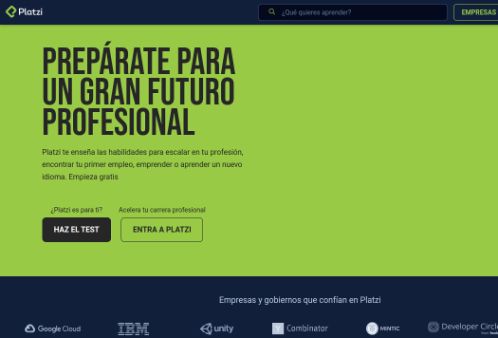 Platzi
¿Qué quieres aprender?
EMPRESAS
PREPÁRATE PARA
UN GRAN FUTURO
PROFESIONAL
Platzi te enseña las habilidades para escalar en tu profesión,
encontrar tu primer empleo, emprender o aprender un nuevo
idioma. Empieza gratis
¿Platzi es para ti?
Acelera tu carrera profesional
HAZ EL TEST
ENTRA A PLATZI
Empresas y gobiernos que confían en Platzi
Google Cloud
IBM
unity
Y Combinator
MINTIC
Developer Circle